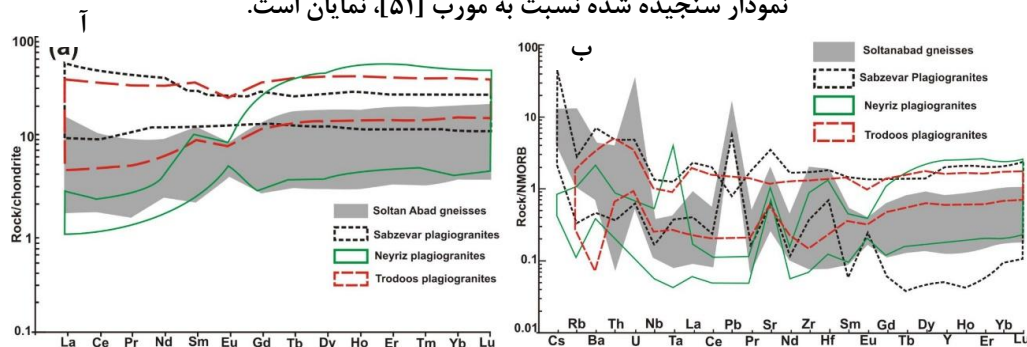 نمودار سنجیده شده نسبت به مورب [۵۱]، نمایان است.
آ
(a)
100
10
1
0.1
Rock/chondrite
Soltan Abad gneisses
Sabzevar plagiogranites
Neyriz plagiogranites
Trodoos plagiogranites
La Ce Pr Nd Sm Eu Gd Tb Dy Ho Er Tm Yb Lu
ب
100
10
1
0.1
0.01
Rock/NMORB
Soltanabad gneisses
Sabzevar Plagiogranites
Neyriz plagiogranites
Trodoos plagiogranites
Rb Th Nb La Pb Sr Zr Sm Gd Dy Ho Yb
Cs Ba U Ta Ce Pr Nd Hf Eu Tb Y Er Lu